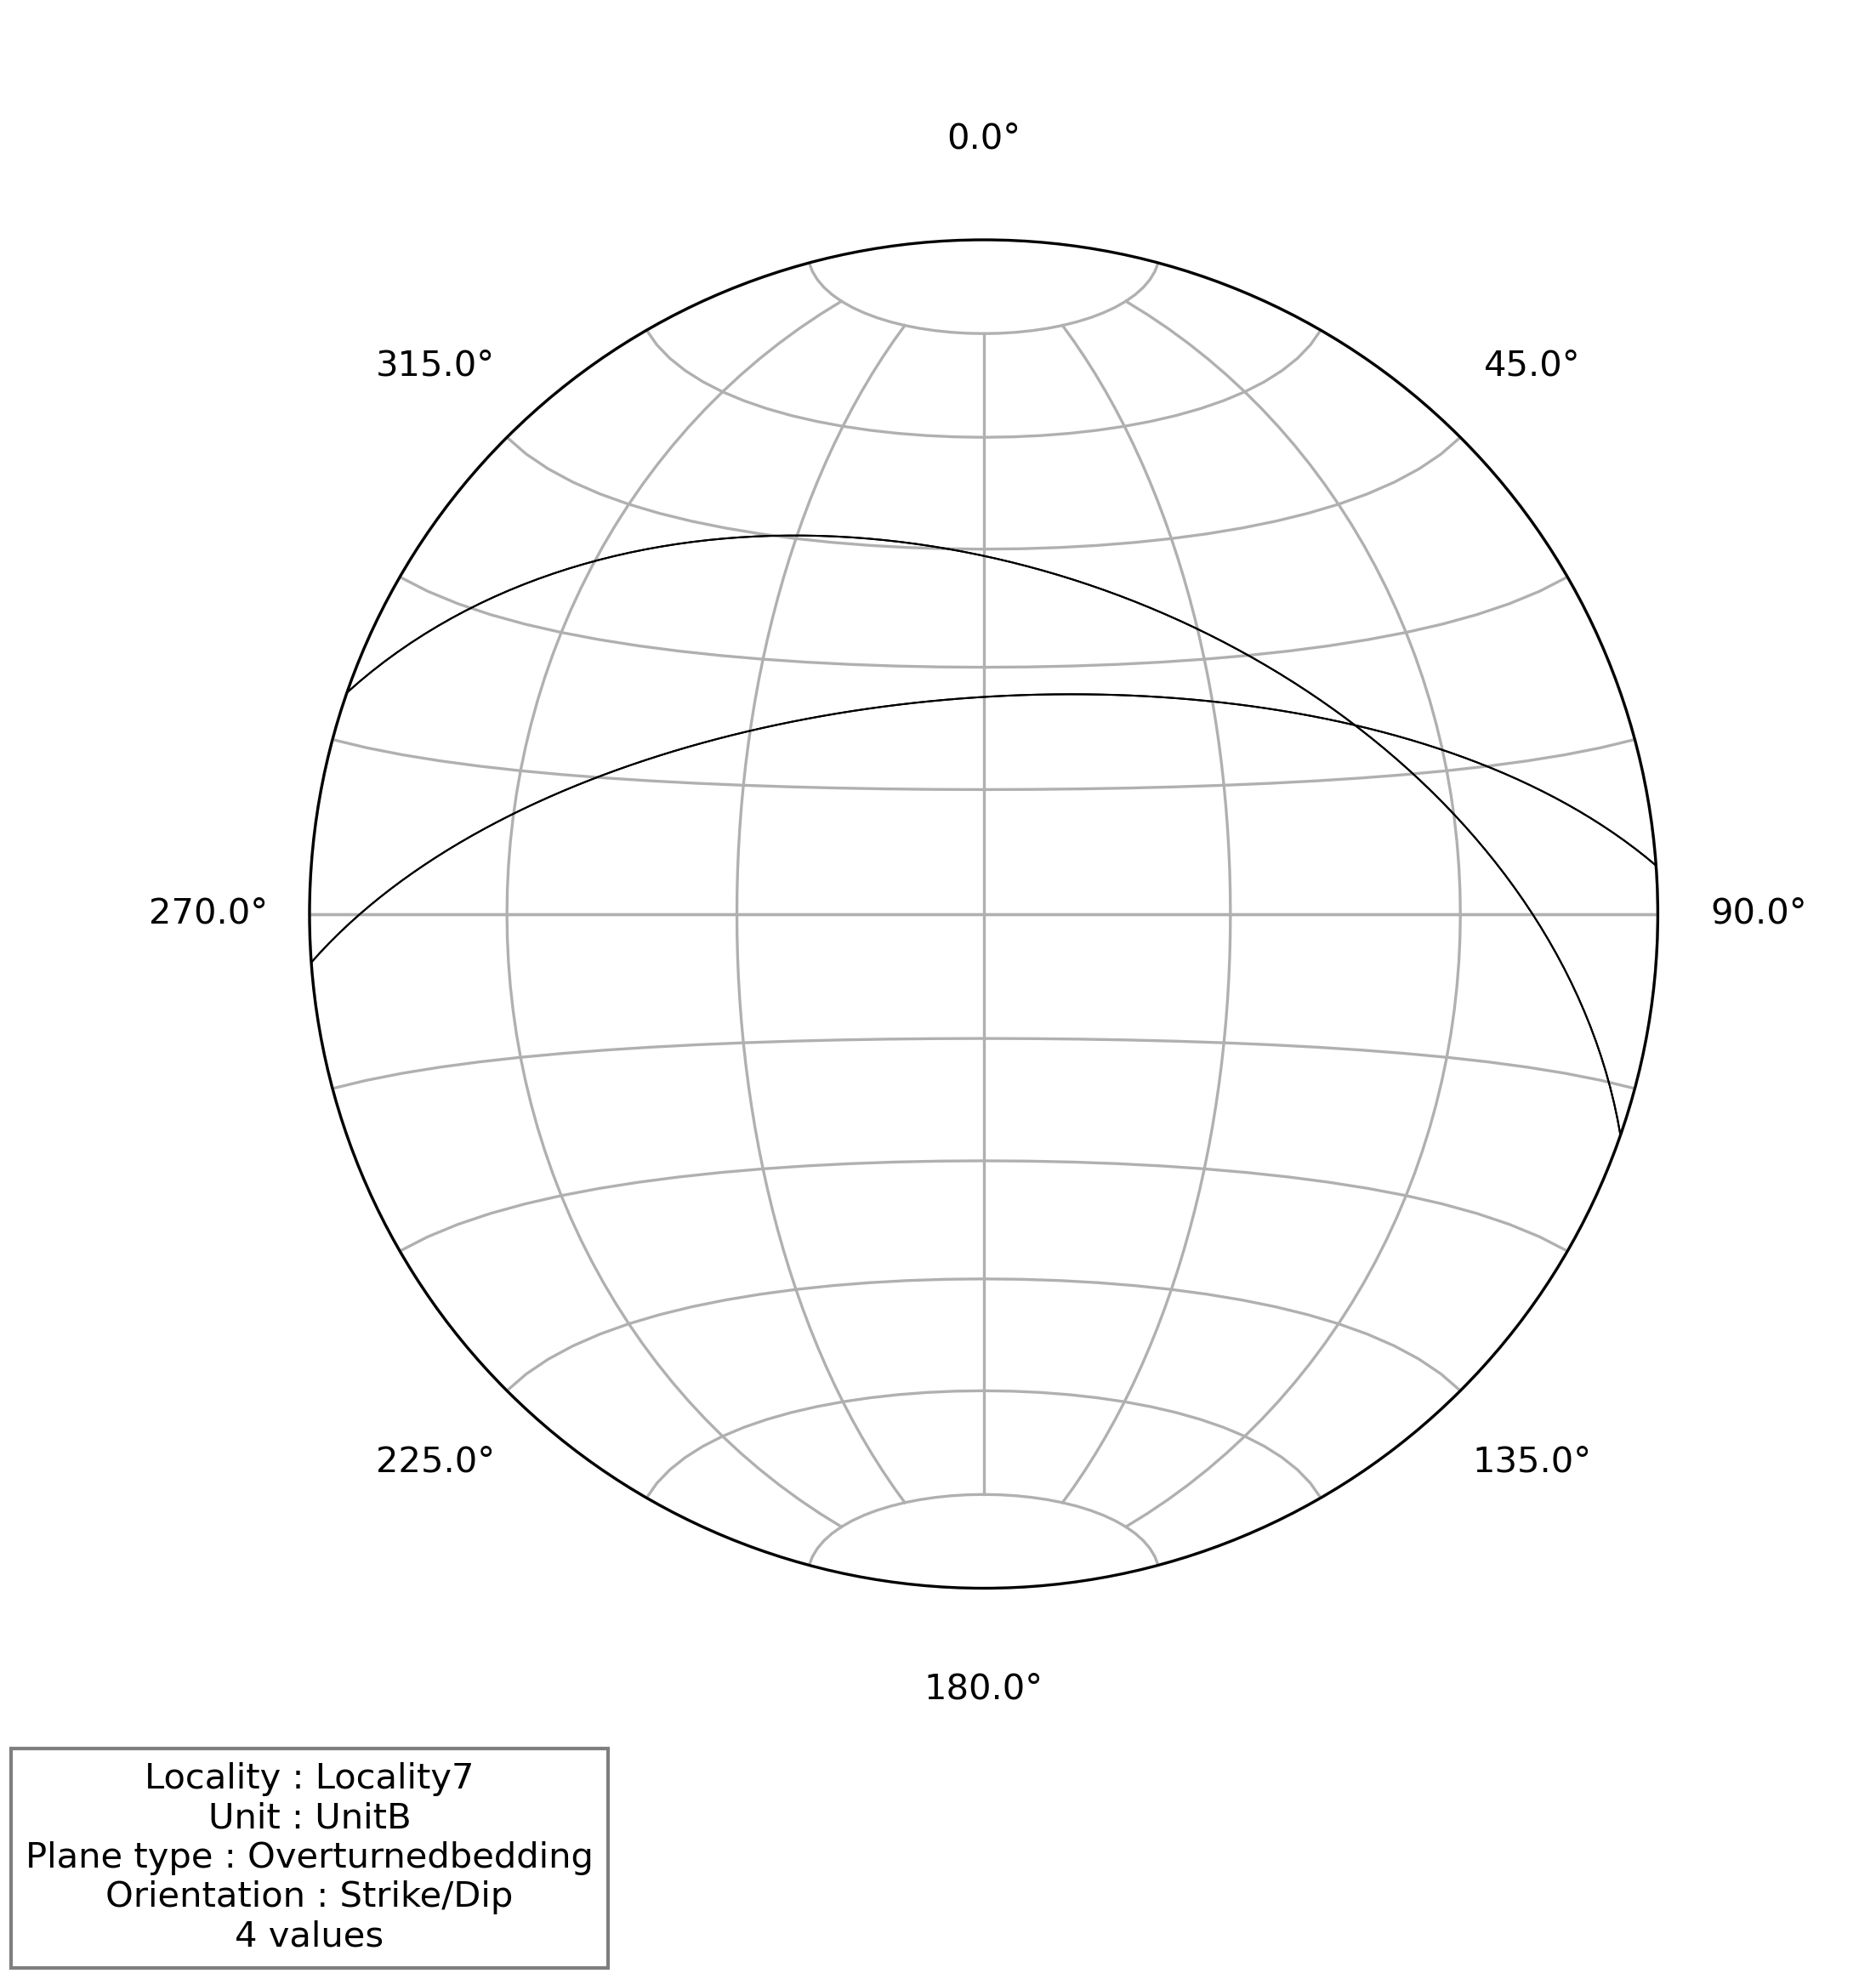 0.0°
315.0°
45.0°
270.0°
90.0°
225.0°
135.0°
180.0°
Locality : Locality7
Unit : UnitB
Plane type : Overturnedbedding
Orientation : Strike/Dip
4 values